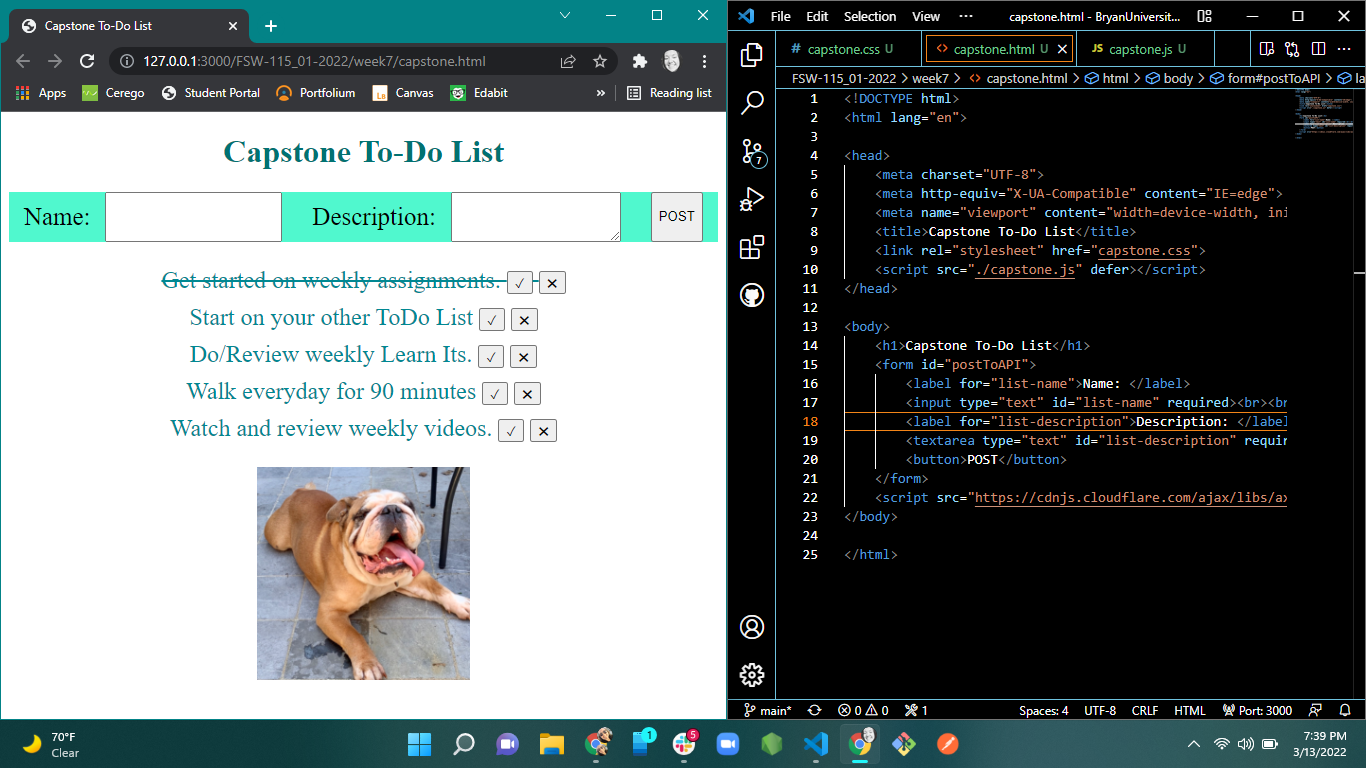 Capstone To-Do List
127.0.0.1:3000/FSW-115_01-2022/week7/capstone.html
Apps Cerego Student Portal Portfolium Canvas Edabit » Reading list
Capstone To-Do List
Name: Description: POST
Get started on weekly assignments. ✓ ✕
Start on your other ToDo List ✓ ✕
Do/Review weekly Learn Its. ✓ ✕
Walk everyday for 90 minutes ✓ ✕
Watch and review weekly videos. ✓ ✕
File Edit Selection View ··· capstone.html - BryanUniversit...
# capstone.css U <> capstone.html U JS capstone.js U
FSW-115_01-2022 > week7 > <> capstone.html > html > body > form#postToAPI > la
1 <!DOCTYPE html>
2 <html lang="en">
3
4 <head>
5 <meta charset="UTF-8">
6 <meta http-equiv="X-UA-Compatible" content="IE=edge">
7 <meta name="viewport" content="width=device-width, ini
8 <title>Capstone To-Do List</title>
9 <link rel="stylesheet" href="capstone.css">
10 <script src="./capstone.js" defer></script>
11 </head>
12
13 <body>
14 <h1>Capstone To-Do List</h1>
15 <form id="postToAPI">
16 <label for="list-name">Name: </label>
17 <input type="text" id="list-name" required><br><br
18 <label for="list-description">Description: </label
19 <textarea type="text" id="list-description" requir
20 <button>POST</button>
21 </form>
22 <script src="https://cdnjs.cloudflare.com/ajax/libs/ax
23 </body>
24
25 </html>
7
main* 0 0 1 Spaces: 4 UTF-8 CRLF HTML Port: 3000
70°F
Clear
1
5
7:39 PM
3/13/2022